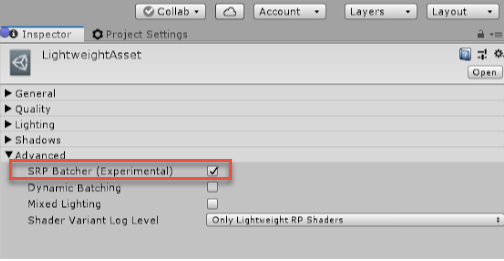 Collab Account Layers Layout
Inspector Project Settings
LightweightAsset
Open
General
Quality
Lighting
Shadows
Advanced
SRP Batcher (Experimental)
Dynamic Batching
Mixed Lighting
Shader Variant Log Level Only Lightweight RP Shaders